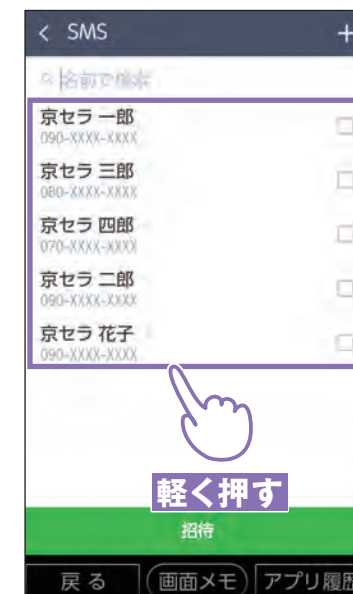 < SMS +
名前で検索
京セラ 一郎
090-XXXX-XXXX
京セラ 三郎
080-XXXX-XXXX
京セラ 四郎
070-XXXX-XXXX
京セラ 二郎
090-XXXX-XXXX
京セラ 花子
090-XXXX-XXXX
軽く押す
招待
戻る 画面メモ アプリ履歴